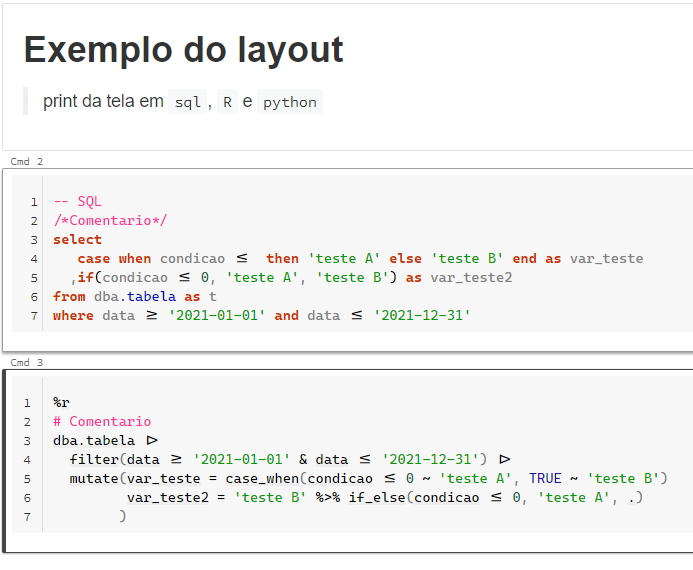 Exemplo do layout
print da tela em sql, R e python
Cmd 2
1 -- SQL
2 /*Comentario*/
3 select
4    case when condicao ≤  then 'teste A' else 'teste B' end as var_teste
5   ,if(condicao ≤ 0, 'teste A', 'teste B') as var_teste2
6 from dba.tabela as t
7 where data ≥ '2021-01-01' and data ≤ '2021-12-31'
Cmd 3
1 %r
2 # Comentario
3 dba.tabela ▷
4   filter(data ≥ '2021-01-01' & data ≤ '2021-12-31') ▷
5   mutate(var_teste = case_when(condicao ≤ 0 ~ 'teste A', TRUE ~ 'teste B')
6          var_teste2 = 'teste B' %>% if_else(condicao ≤ 0, 'teste A', .)
7         )